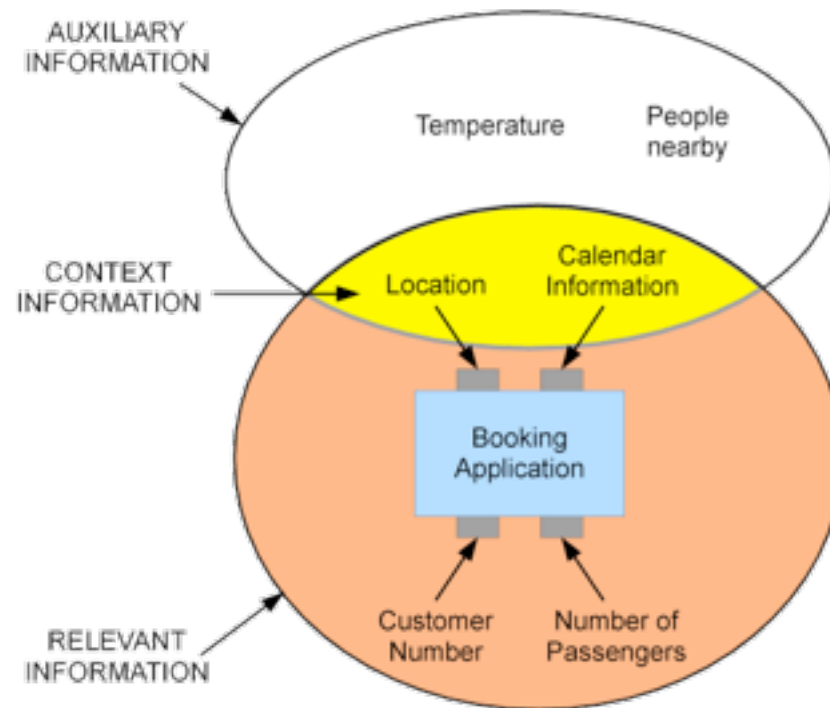 AUXILIARY
INFORMATION
Temperature
People
nearby
CONTEXT
INFORMATION
Location
Calendar
Information
Booking
Application
Customer
Number
Number of
Passengers
RELEVANT
INFORMATION